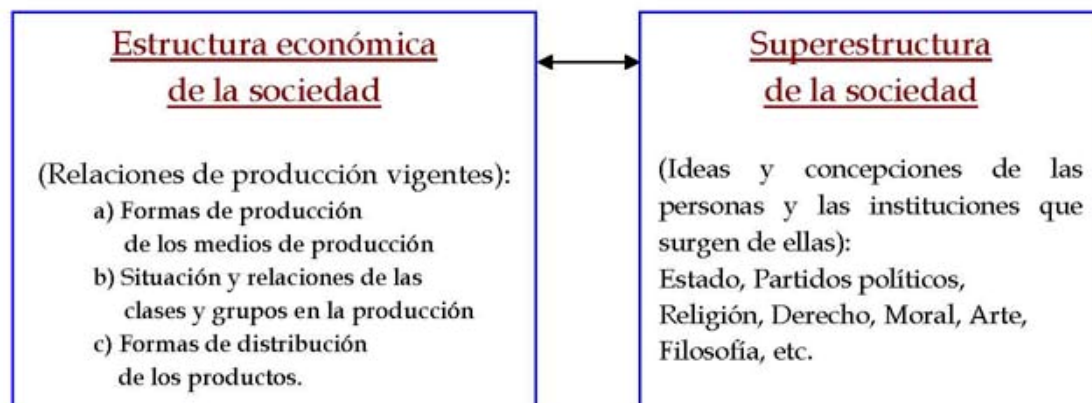 Estructura económica
de la sociedad
(Relaciones de producción vigentes):
a) Formas de producción
de los medios de producción
b) Situación y relaciones de las
clases y grupos en la producción
c) Formas de distribución
de los productos.
Superestructura
de la sociedad
(Ideas y concepciones de las
personas y las instituciones que
surgen de ellas):
Estado, Partidos políticos,
Religión, Derecho, Moral, Arte,
Filosofía, etc.